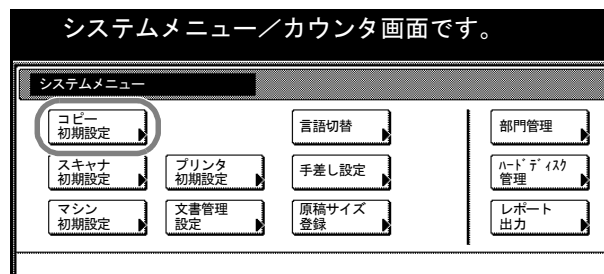 システムメニュー／カウンタ画面です。
システムメニュー
コピー
初期設定
言語切替
部門管理
スキャナ
初期設定
プリンタ
初期設定
手差し設定
ﾊｰﾄﾞﾃﾞｨｽｸ
管理
マシン
初期設定
文書管理
設定
原稿サイズ
登録
レポート
出力